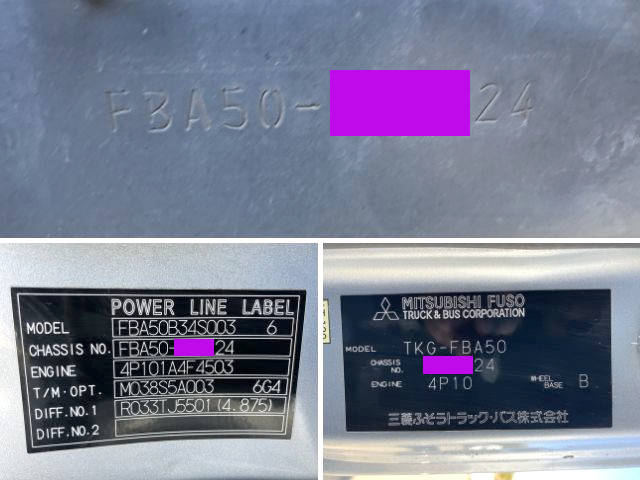 FBA50- 24
POWER LINE LABEL
MODEL FBA50B34S003 6
CHASSIS NO. FBA50- 24
ENGINE 4P101A4F4503
T/M・OPT. M038S5A003 6G4
DIFF.NO.1 R033TJ5501(4.875)
DIFF.NO.2
MITSUBISHI FUSO
TRUCK & BUS CORPORATION
MODEL TKG-FBA50
CHASSIS NO. 24
ENGINE 4P10 WHEEL BASE B
三菱ふそうトラック・バス株式会社